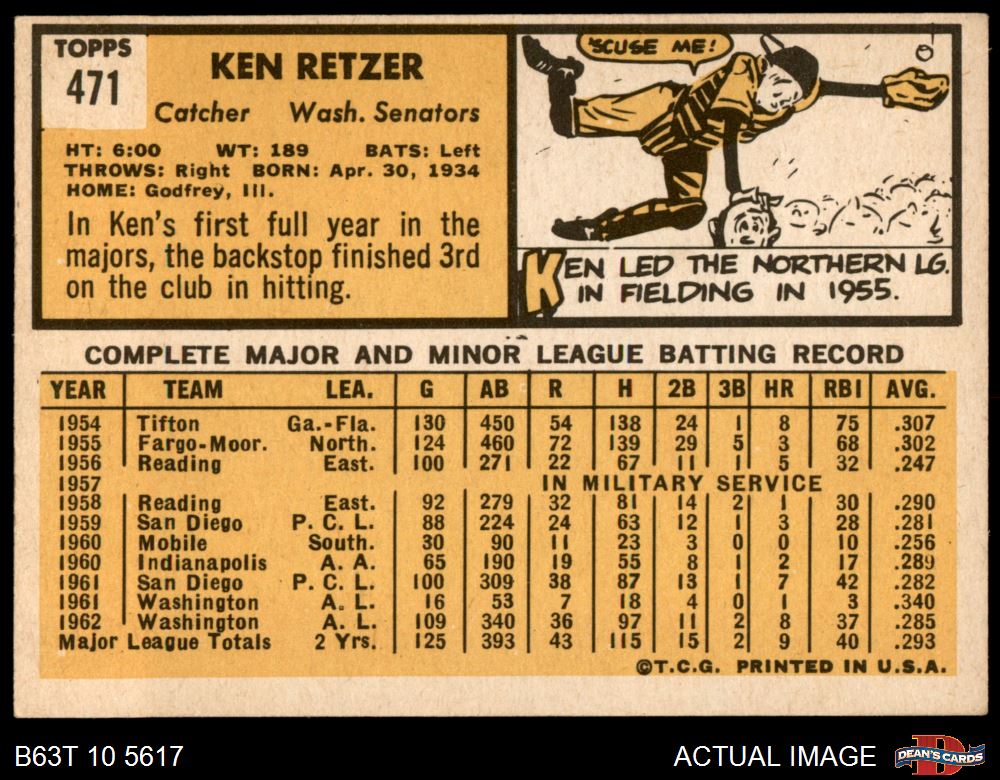 TOPPS
471
KEN RETZER
Catcher Wash. Senators
HT: 6:00 WT: 189 BATS: Left
THROWS: Right BORN: Apr. 30, 1934
HOME: Godfrey, Ill.
In Ken's first full year in the
majors, the backstop finished 3rd
on the club in hitting.
'SCUSE ME!
KEN LED THE NORTHERN LG.
IN FIELDING IN 1955.
COMPLETE MAJOR AND MINOR LEAGUE BATTING RECORD
YEAR TEAM LEA. G AB R H 2B 3B HR RBI AVG.
1954 Tifton Ga.-Fla. 130 450 54 138 24 1 8 75 .307
1955 Fargo-Moor. North. 124 460 72 139 29 5 3 68 .302
1956 Reading East. 100 271 22 67 11 1 5 32 .247
1957 IN MILITARY SERVICE
1958 Reading East. 92 279 32 81 14 2 1 30 .290
1959 San Diego P. C. L. 88 224 24 63 12 1 3 28 .281
1960 Mobile South. 30 90 11 23 3 0 0 10 .256
1960 Indianapolis A. A. 65 190 19 55 8 1 2 17 .289
1961 San Diego P. C. L. 100 309 38 87 13 1 7 42 .282
1961 Washington A. L. 16 53 7 18 4 0 1 3 .340
1962 Washington A. L. 109 340 36 97 11 2 8 37 .285
Major League Totals 2 Yrs. 125 393 43 115 15 2 9 40 .293
©T.C.G. PRINTED IN U.S.A.
B63T 10 5617 ACTUAL IMAGE DEAN'S CARDS